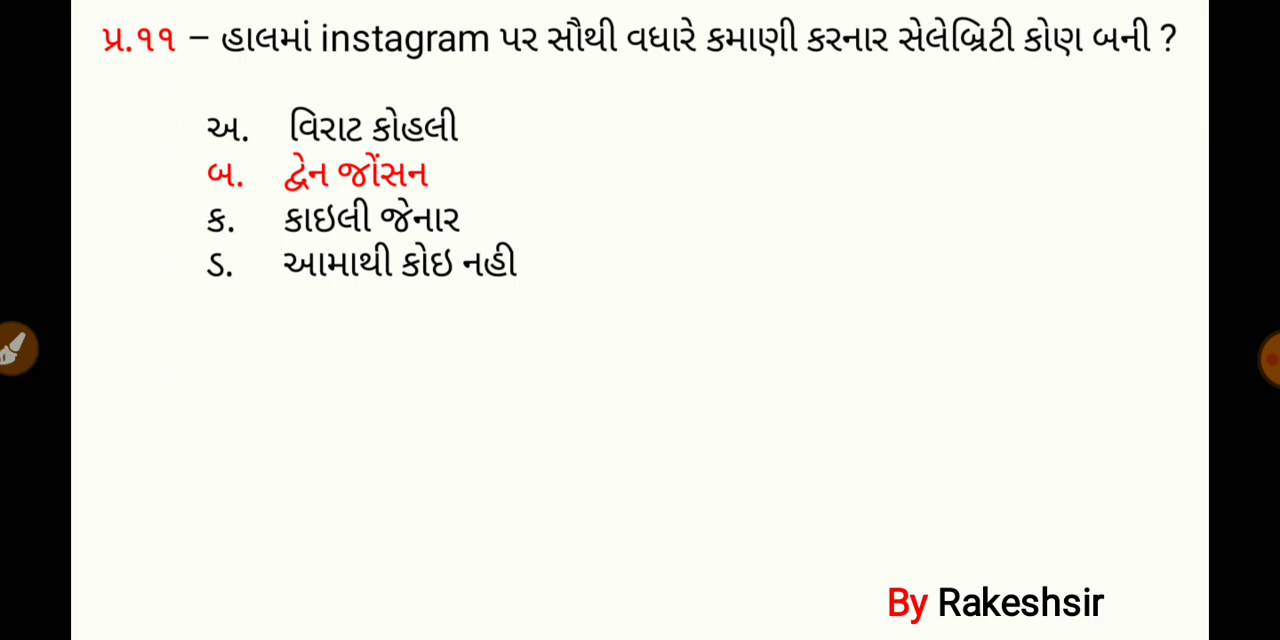 પ્ર.૧૧ – હાલમાં instagram પર સૌથી વધારે કમાણી કરનાર સેલેબ્રિટી કોણ બની ?
અ. વિરાટ કોહલી
બ. દ્વેન જોંસન
ક. કાઇલી જેનાર
ડ. આમાથી કોઇ નહી
By Rakeshsir